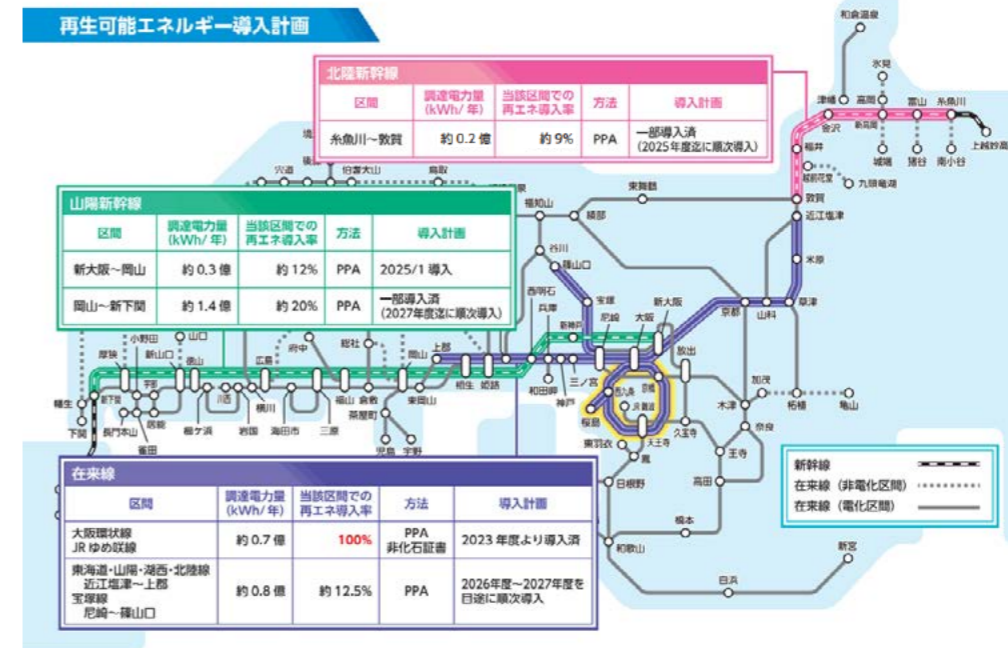 再生可能エネルギー導入計画
北陸新幹線
区間 調達電力量(kWh/年) 当該区間での再エネ導入率 方法 導入計画
糸魚川～敦賀 約0.2億 約9% PPA 一部導入済(2025年度迄に順次導入)
山陽新幹線
区間 調達電力量(kWh/年) 当該区間での再エネ導入率 方法 導入計画
新大阪～岡山 約0.3億 約12% PPA 2025/1 導入
岡山～新下関 約1.4億 約20% PPA 一部導入済(2027年度迄に順次導入)
在来線
区間 調達電力量(kWh/年) 当該区間での再エネ導入率 方法 導入計画
大阪環状線
JRゆめ咲線
約0.7億 100% PPA 非化石証書 2023年度より導入済
東海道・山陽・湖西・北陸線
近江塩津～上郡
宝塚線
尼崎～篠山口
約0.8億 約12.5% PPA 2026年度～2027年度を目途に順次導入
新幹線
在来線（非電化区間）
在来線（電化区間）
和倉温泉
氷見
津幡
高岡
富山
糸魚川
金沢
新高岡
上越妙高
城端
猪谷
南小谷
福井
越前花堂
九頭竜湖
敦賀
近江塩津
米原
草津
山科
京都
東舞鶴
綾部
福知山
谷川
篠山口
宝塚
新大阪
尼崎
大阪
西明石
兵庫
新神戸
三ノ宮
神戸
和田岬
姫路
相生
上郡
岡山
東岡山
総社
倉敷
茶屋町
児島
宇野
福山
府中
三原
海田市
広島
横川
岩国
川西
櫛ケ浜
徳山
新山口
山口
小野田
宇部
居能
雀田
長門本山
厚狭
新下関
幡生
下関
宍道
伯耆大山
鳥取
放出
京橋
西九条
JR難波
桜島
天王寺
久宝寺
東羽衣
鳳
日根野
和歌山
橋本
高田
王寺
奈良
木津
加茂
柘植
亀山
白浜
新宮